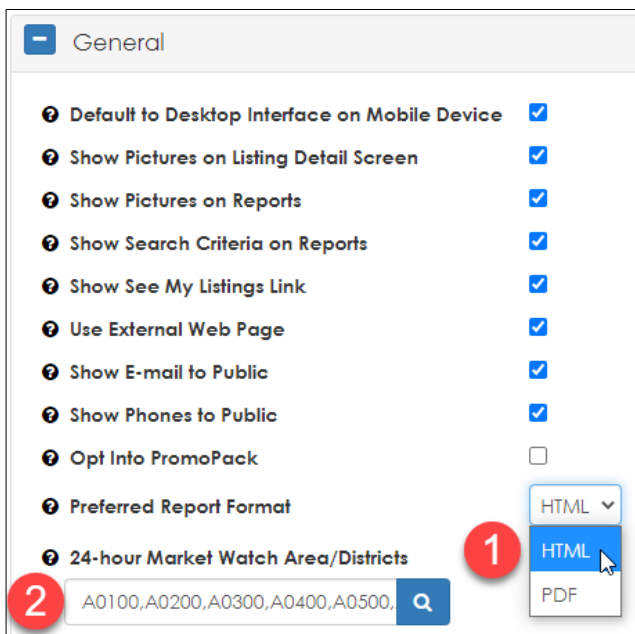 General
Default to Desktop Interface on Mobile Device
Show Pictures on Listing Detail Screen
Show Pictures on Reports
Show Search Criteria on Reports
Show See My Listings Link
Use External Web Page
Show E-mail to Public
Show Phones to Public
Opt Into PromoPack
Preferred Report Format HTML
24-hour Market Watch Area/Districts 1 HTML
2 A0100,A0200,A0300,A0400,A0500, PDF